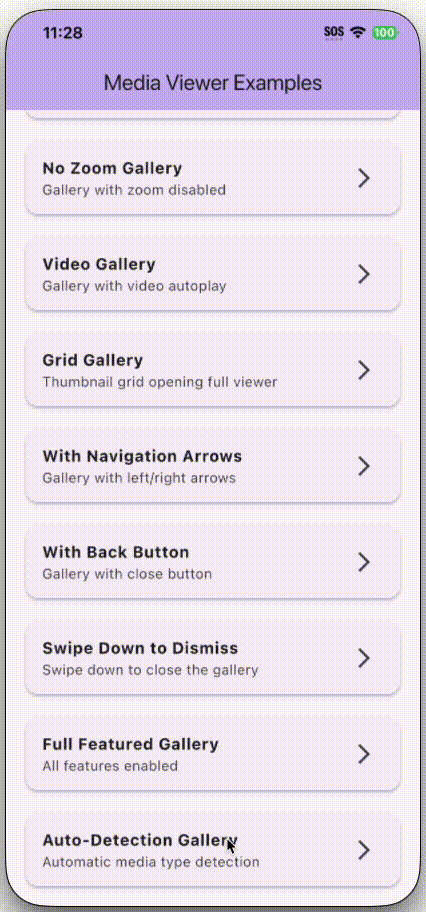 11:28 SOS 100
Media Viewer Examples
No Zoom Gallery
Gallery with zoom disabled
Video Gallery
Gallery with video autoplay
Grid Gallery
Thumbnail grid opening full viewer
With Navigation Arrows
Gallery with left/right arrows
With Back Button
Gallery with close button
Swipe Down to Dismiss
Swipe down to close the gallery
Full Featured Gallery
All features enabled
Auto-Detection Gallery
Automatic media type detection